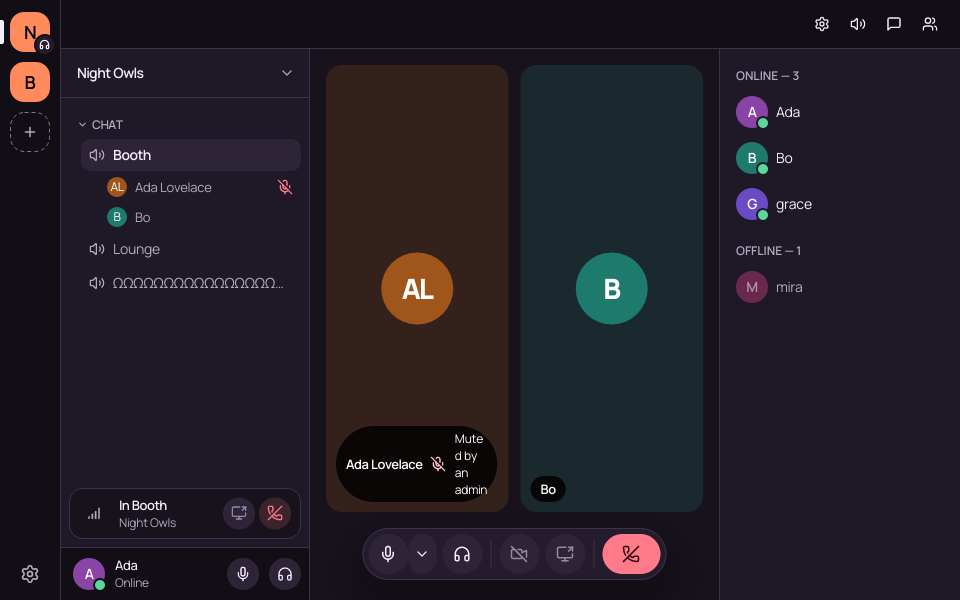 N
B
Night Owls
CHAT
Booth
AL Ada Lovelace
B Bo
Lounge
ΩΩΩΩΩΩΩΩΩΩΩΩΩΩΩ...
In Booth
Night Owls
A
Ada
Online
AL
Ada Lovelace
Mute
d by
an
admin
B
Bo
ONLINE — 3
A Ada
B Bo
G grace
OFFLINE — 1
M mira